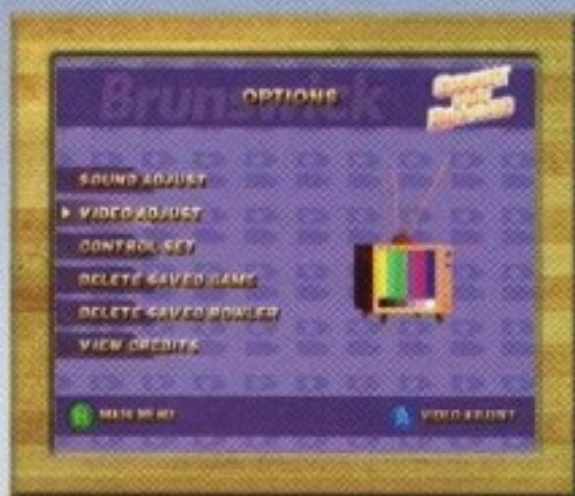 Brunswick
OPTIONS
SOUND ADJUST
VIDEO ADJUST
CONTROL SET
DELETE SAVED GAME
DELETE SAVED BOWLER
VIEW CREDITS
B MAIN MENU
A VIDEO ADJUST